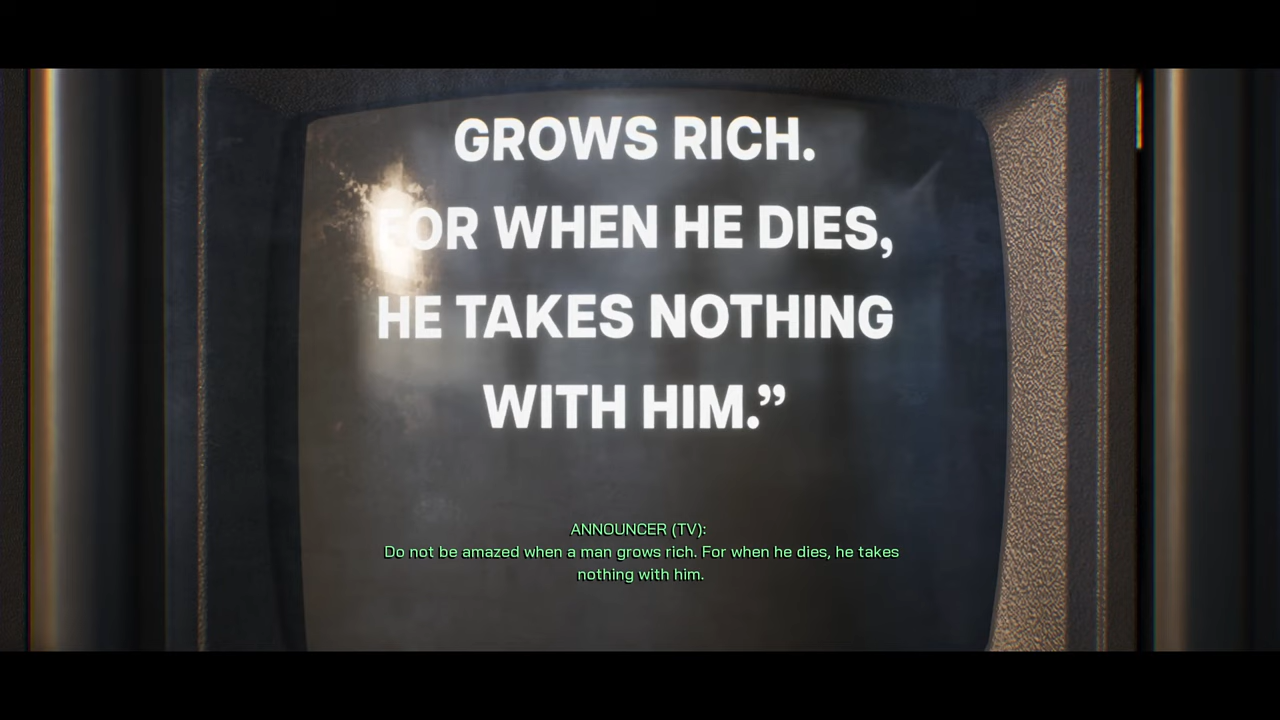 GROWS RICH.
FOR WHEN HE DIES,
HE TAKES NOTHING
WITH HIM.”
ANNOUNCER (TV):
Do not be amazed when a man grows rich. For when he dies, he takes
nothing with him.